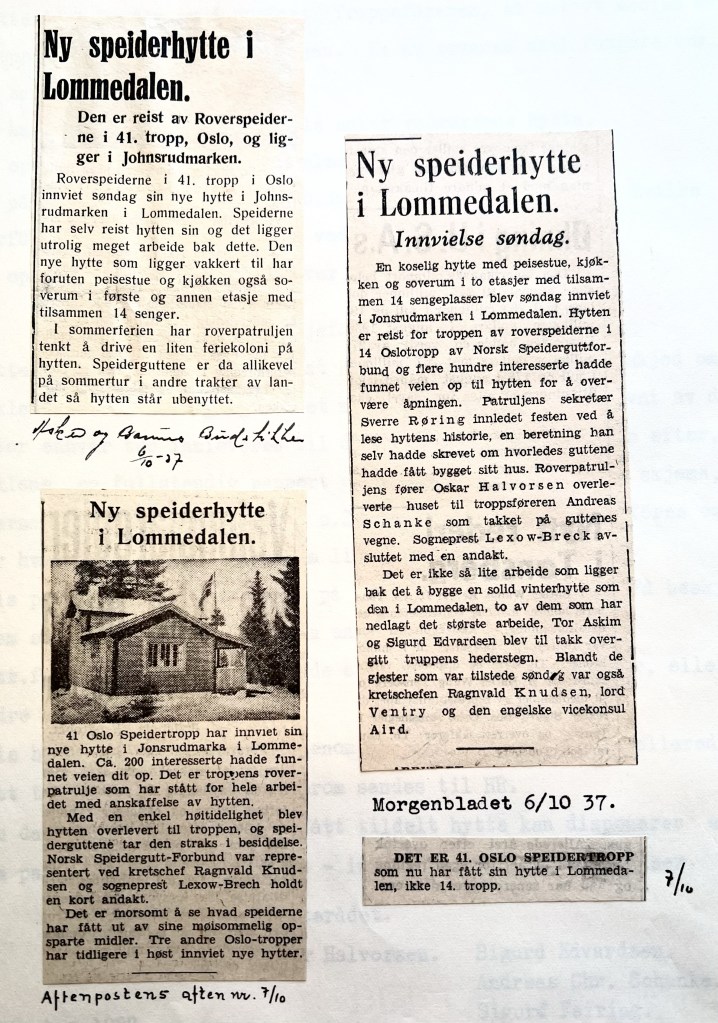 Ny speiderhytte i
Lommedalen.
Den er reist av Roverspeider-
ne i 41. tropp, Oslo, og lig-
ger i Johnsrudmarken.
Roverspeiderne i 41. tropp i Oslo
innviet søndag sin nye hytte i Johns-
rudmarken i Lommedalen. Speiderne
har selv reist hytten sin og det ligger
utrolig meget arbeide bak dette. Den
nye hytte som ligger vakkert til har
foruten peisestue og kjøkken også so-
verum i første og annen etasje med
tilsammen 14 senger.
I sommerferien har roverpatruljen
tenkt å drive en liten feriekoloni på
hytten. Speiderguttene er da allikevel
på sommertur i andre trakter av lan-
det så hytten står ubenyttet.
Asker og Bærums Budstikke
6/10-37
Ny speiderhytte
i Lommedalen.
41 Oslo Speidertropp har innviet sin
nye hytte i Jonsrudmarka i Lomme-
dalen. Ca. 200 interesserte hadde fun-
net veien dit op. Det er troppens rover-
patrulje som har stått for hele arbei-
det med anskaffelse av hytten.
Med en enkel høitidelighet blev
hytten overlevert til troppen, og spei-
derguttene tar den straks i besiddelse.
Norsk Speidergutt-Forbund var repre-
sentert ved kretschef Ragnvald Knud-
sen og sogneprest Lexow-Brech holdt
en kort andakt.
Det er morsomt å se hvad speiderne
har fått ut av sine møisommelig op-
sparte midler. Tre andre Oslo-tropper
har tidligere i høst innviet nye hytter.
Aftenpostens aften nr. 7/10
Ny speiderhytte
i Lommedalen.
Innvielse søndag.
En koselig hytte med peisestue, kjøk-
ken og soverum i to etasjer med tilsam-
men 14 sengeplasser blev søndag innviet
i Jonsrudmarken i Lommedalen. Hytten
er reist for troppen av roverspeiderne i
14 Oslotropp av Norsk Speiderguttfor-
bund og flere hundre interesserte hadde
funnet veien op til hytten for å over-
være åpningen. Patruljens sekretær
Sverre Røring innledet festen ved å
lese hyttens historie, en beretning han
selv hadde skrevet om hvorledes guttene
hadde fått bygget sitt hus. Roverpatrul-
jens fører Oskar Halvorsen overle-
verte huset til troppsføreren Andreas
Schanke som takket på guttenes
vegne. Sogneprest Lexow-Breck av-
sluttet med en andakt.
Det er ikke så lite arbeide som ligger
bak det å bygge en solid vinterhytte som
den i Lommedalen, to av dem som har
nedlagt det største arbeide, Tor Askim
og Sigurd Edvardsen blev til takk over-
gitt truppens hederstegn. Blandt de
gjester som var tilstede søndag var også
kretschefen Ragnvald Knudsen, lord
Ventry og den engelske vicekonsul
Aird.
Morgenbladet 6/10 37.
DET ER 41. OSLO SPEIDERTROPP
som nu har fått sin hytte i Lommeda-
len, ikke 14. tropp.
7/10